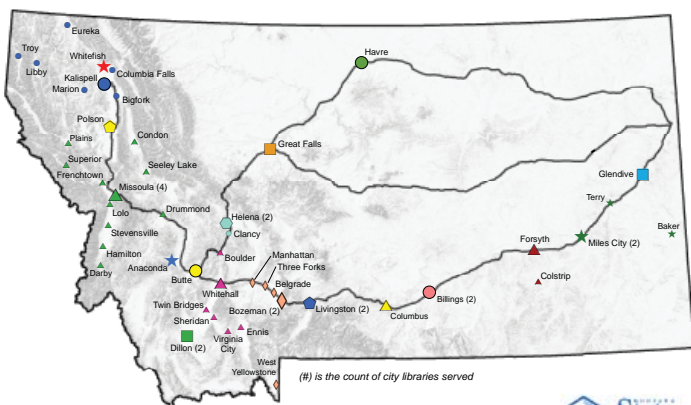 Eureka
Troy
Whitefish
Libby
Columbia Falls
Kalispell
Marion
Bigfork
Havre
Polson
Plains
Condon
Great Falls
Superior
Seeley Lake
Frenchtown
Glendive
Missoula (4)
Terry
Lolo
Drummond
Helena (2)
Stevensville
Clancy
Baker
Manhattan
Forsyth
Miles City (2)
Hamilton
Boulder
Three Forks
Anaconda
Darby
Butte
Colstrip
Belgrade
Whitehall
Billings (2)
Twin Bridges
Bozeman (2)
Livingston (2)
Columbus
Sheridan
Ennis
Virginia
City
Dillon (2)
West
Yellowstone
(#) is the count of city libraries served